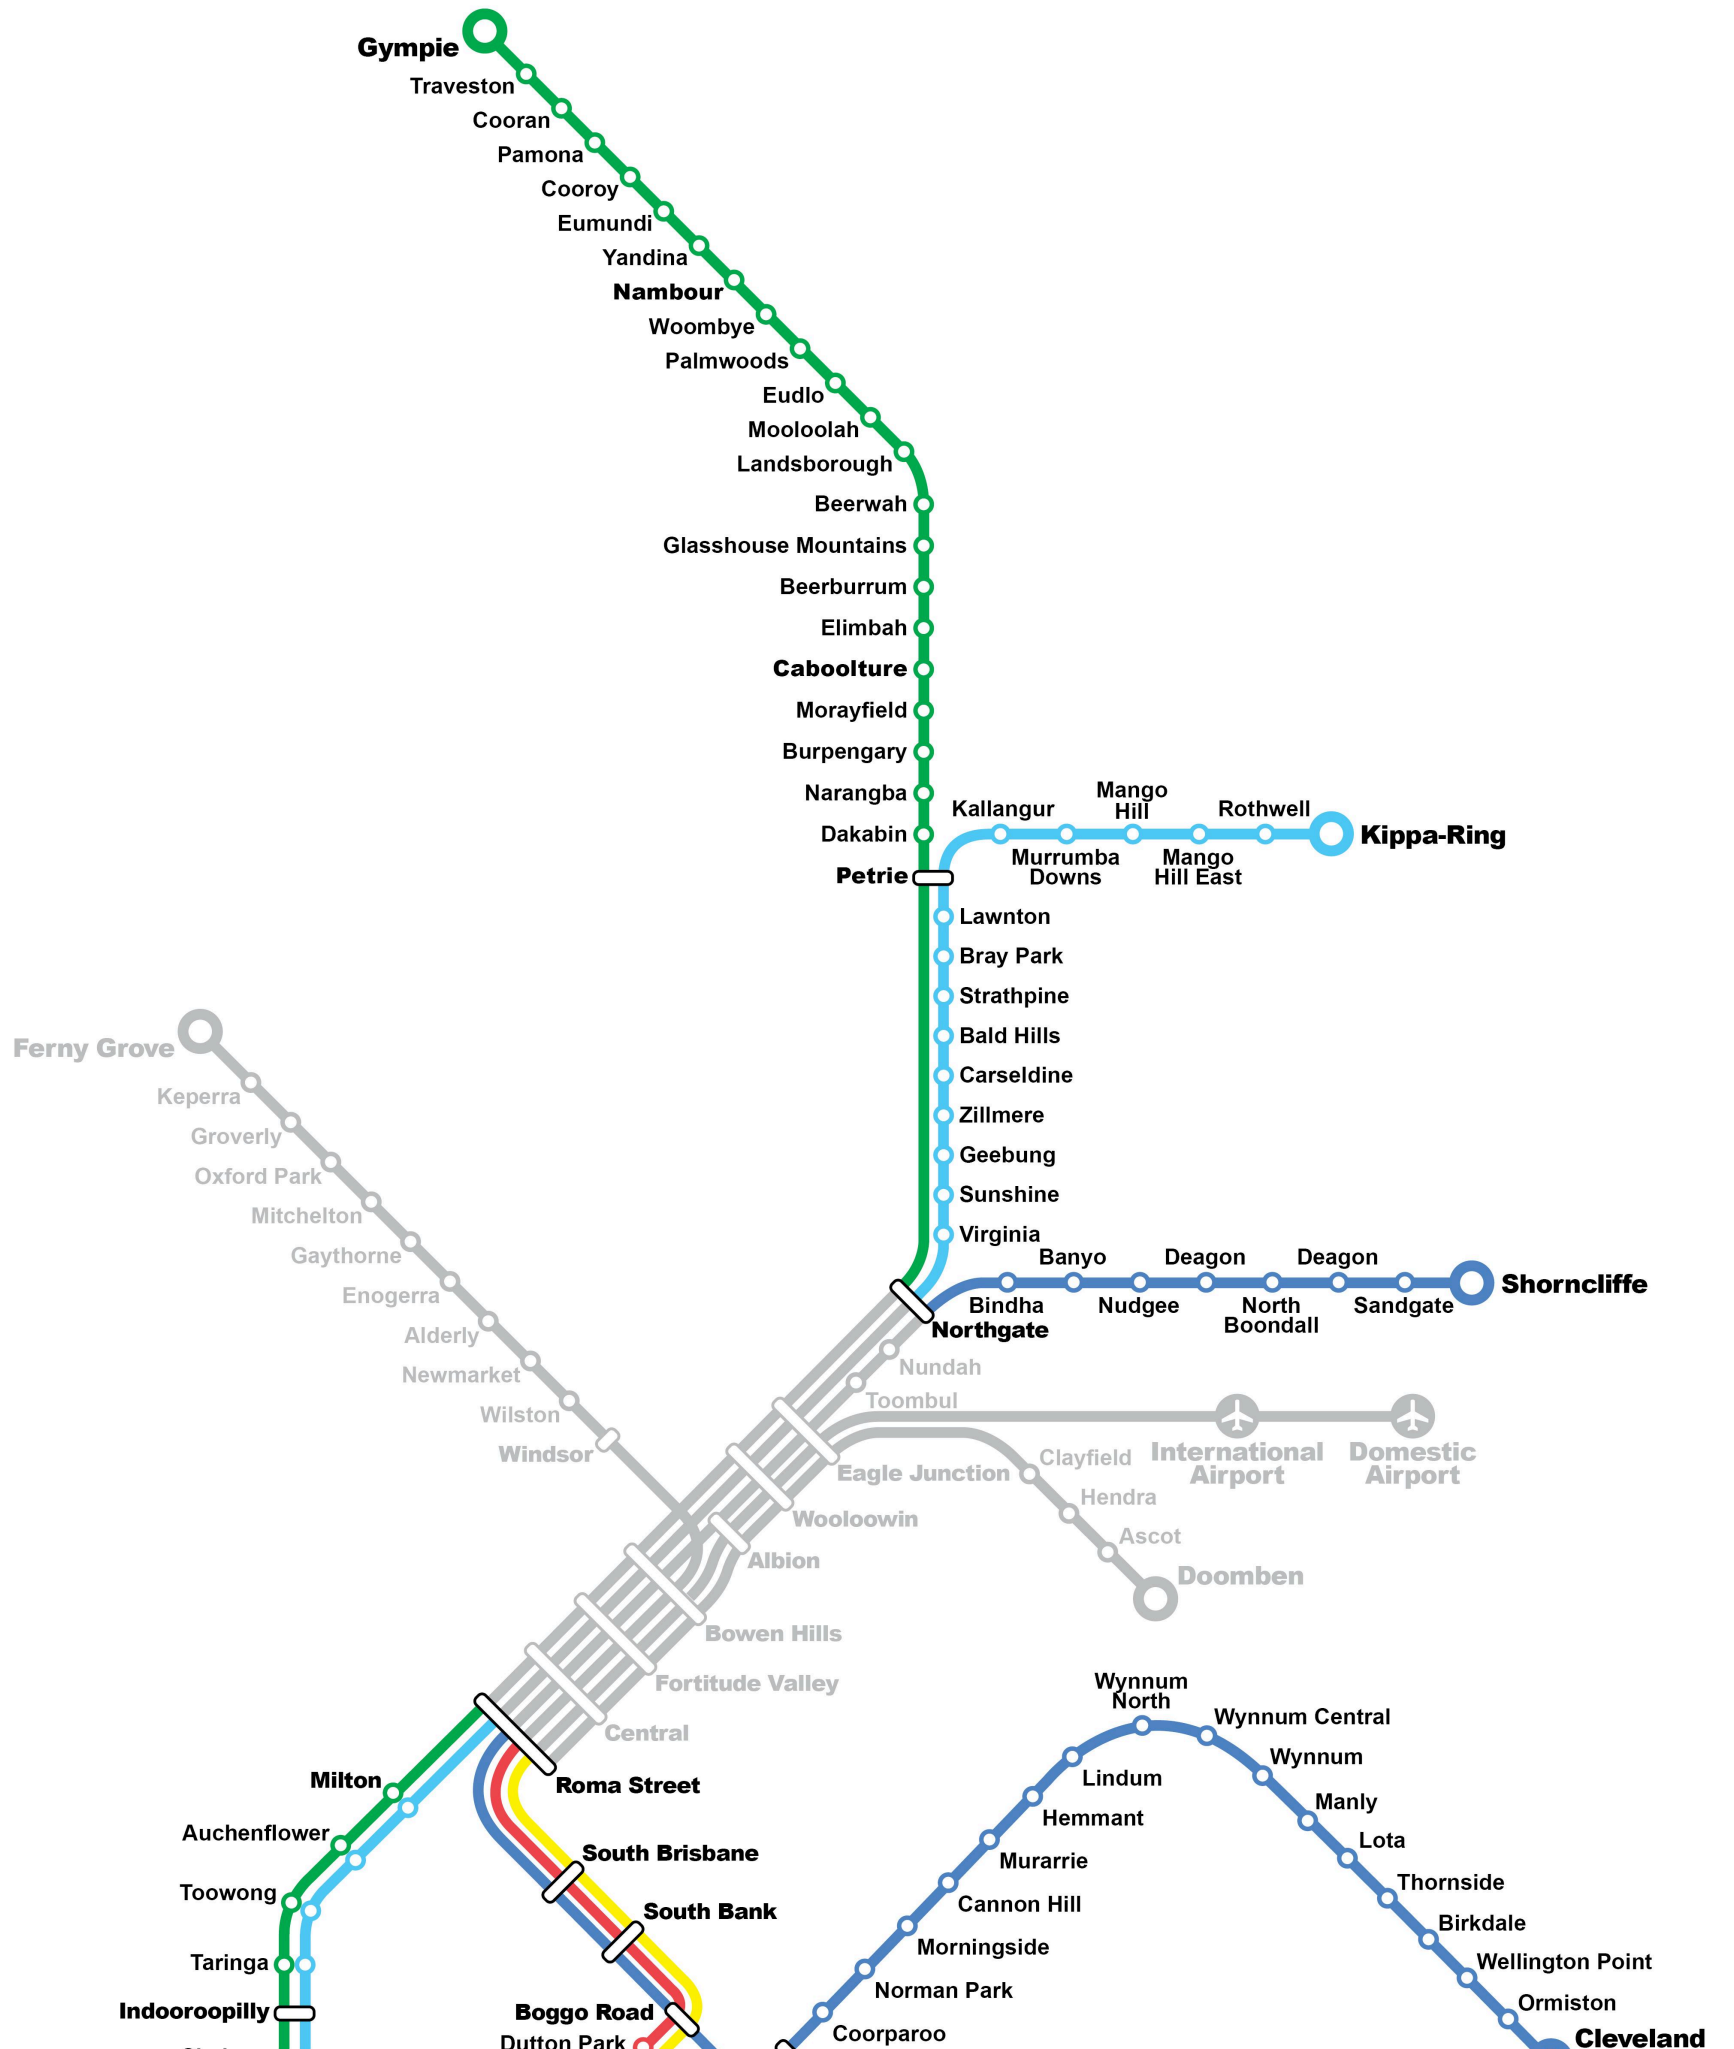 Gympie
Traveston
Cooran
Pamona
Cooroy
Eumundi
Yandina
Nambour
Woombye
Palmwoods
Eudlo
Mooloolah
Landsborough
Beerwah
Glasshouse Mountains
Beerburrum
Elimbah
Caboolture
Morayfield
Burpengary
Narangba
Dakabin
Petrie
Kallangur
Murrumba
Downs
Mango
Hill
Mango
Hill East
Rothwell
Kippa-Ring
Lawnton
Bray Park
Strathpine
Bald Hills
Carseldine
Zillmere
Geebung
Sunshine
Virginia
Northgate
Bindha
Banyo
Nudgee
Deagon
North
Boondall
Deagon
Sandgate
Shorncliffe
Ferny Grove
Keperra
Groverly
Oxford Park
Mitchelton
Gaythorne
Enogerra
Alderly
Newmarket
Wilston
Windsor
Nundah
Toombul
Eagle Junction
International
Airport
Domestic
Airport
Clayfield
Hendra
Ascot
Doomben
Wooloowin
Albion
Bowen Hills
Fortitude Valley
Central
Roma Street
Milton
Auchenflower
Toowong
Taringa
Indooroopilly
South Brisbane
South Bank
Boggo Road
Dutton Park
Coorparoo
Norman Park
Morningside
Cannon Hill
Murarrie
Hemmant
Lindum
Wynnum
North
Wynnum Central
Wynnum
Manly
Lota
Thornside
Birkdale
Wellington Point
Ormiston
Cleveland